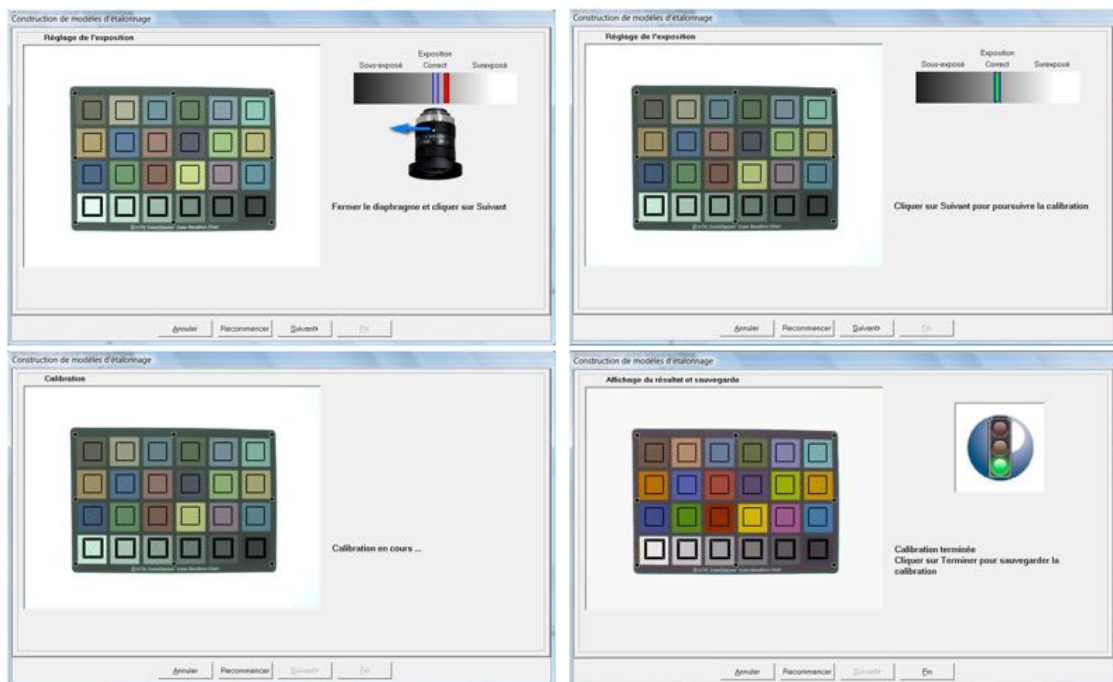 Construction de modèles d'étalonnage
Réglage de l'exposition
Exposition
Sous-exposé Correct Surexposé
Fermer le diaphragme et cliquer sur Suivant
Annuler Recommencer Suivant> Fin
Construction de modèles d'étalonnage
Réglage de l'exposition
Exposition
Sous-exposé Correct Surexposé
Cliquer sur Suivant pour poursuivre la calibration
Annuler Recommencer Suivant> Fin
Construction de modèles d'étalonnage
Calibration
Calibration en cours ...
Annuler Recommencer Suivant> Fin
Construction de modèles d'étalonnage
Affichage du résultat et sauvegarde
Calibration terminée
Cliquer sur Terminer pour sauvegarder la
calibration
Annuler Recommencer Suivant> Fin